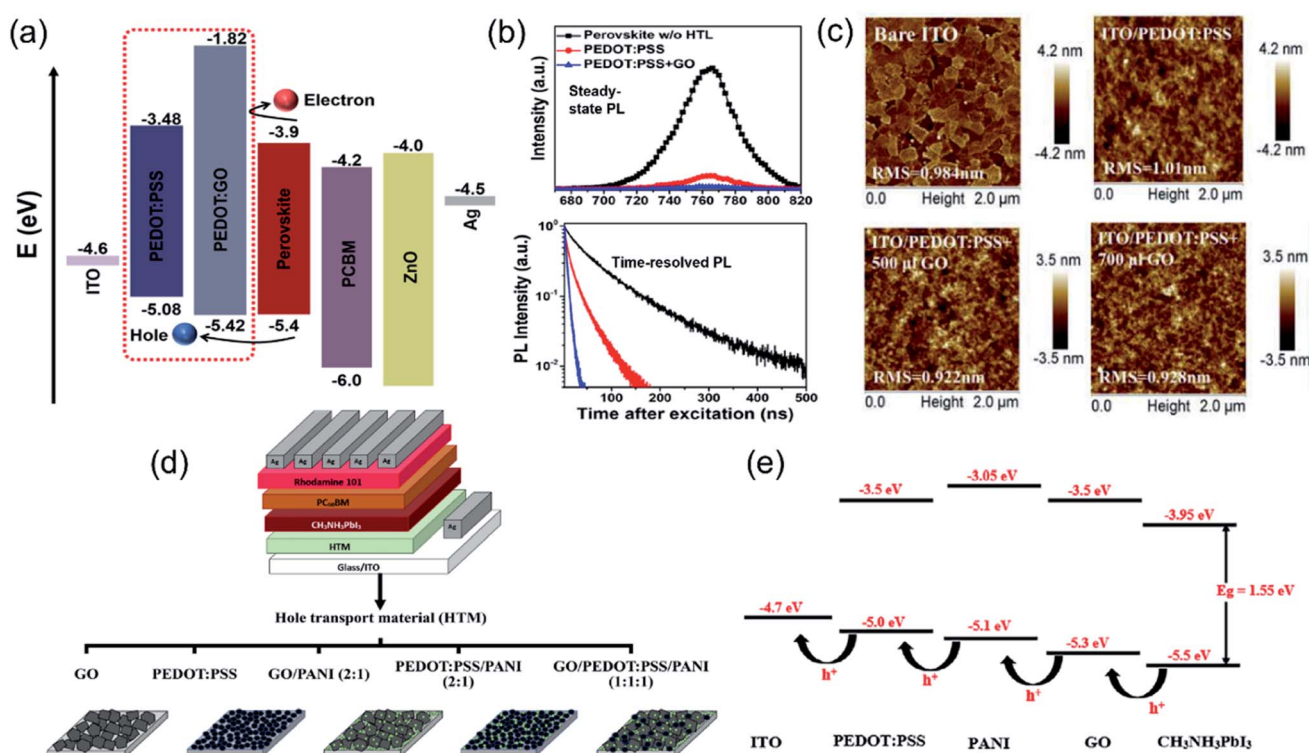 (a)
E (eV)
-4.6
ITO
-3.48
PEDOT:PSS
-5.08
-1.82
PEDOT:GO
-5.42
Electron
Hole
-3.9
Perovskite
-5.4
-4.2
PCBM
-6.0
-4.0
ZnO
-4.5
Ag
(b)
Intensity (a.u.)
Perovskite w/o HTL
PEDOT:PSS
PEDOT:PSS+GO
Steady-
state PL
680 700 720 740 760 780 800 820
PL Intensity (a.u.)
10⁰
10⁻¹
10⁻²
Time-resolved PL
0 100 200 300 400 500
Time after excitation (ns)
(c)
Bare ITO
RMS=0.984nm
0.0 Height 2.0 µm
4.2 nm
-4.2 nm
ITO/PEDOT:PSS
RMS=1.01nm
0.0 Height 2.0 µm
4.2 nm
-4.2 nm
ITO/PEDOT:PSS+
500 µl GO
RMS=0.922nm
0.0 Height 2.0 µm
3.5 nm
-3.5 nm
ITO/PEDOT:PSS+
700 µl GO
RMS=0.928nm
0.0 Height 2.0 µm
3.5 nm
-3.5 nm
(d)
Ag Ag Ag Ag Ag
Rhodamine 101
PC₆₀BM
CH₃NH₃PbI₃
Ag
HTM
Glass/ITO
Hole transport material (HTM)
GO
PEDOT:PSS
GO/PANI (2:1)
PEDOT:PSS/PANI
(2:1)
GO/PEDOT:PSS/PANI
(1:1:1)
(e)
-3.5 eV
-3.05 eV
-3.5 eV
-3.95 eV
Eg = 1.55 eV
-4.7 eV
-5.0 eV
-5.1 eV
-5.3 eV
-5.5 eV
h⁺
h⁺
h⁺
h⁺
ITO
PEDOT:PSS
PANI
GO
CH₃NH₃PbI₃